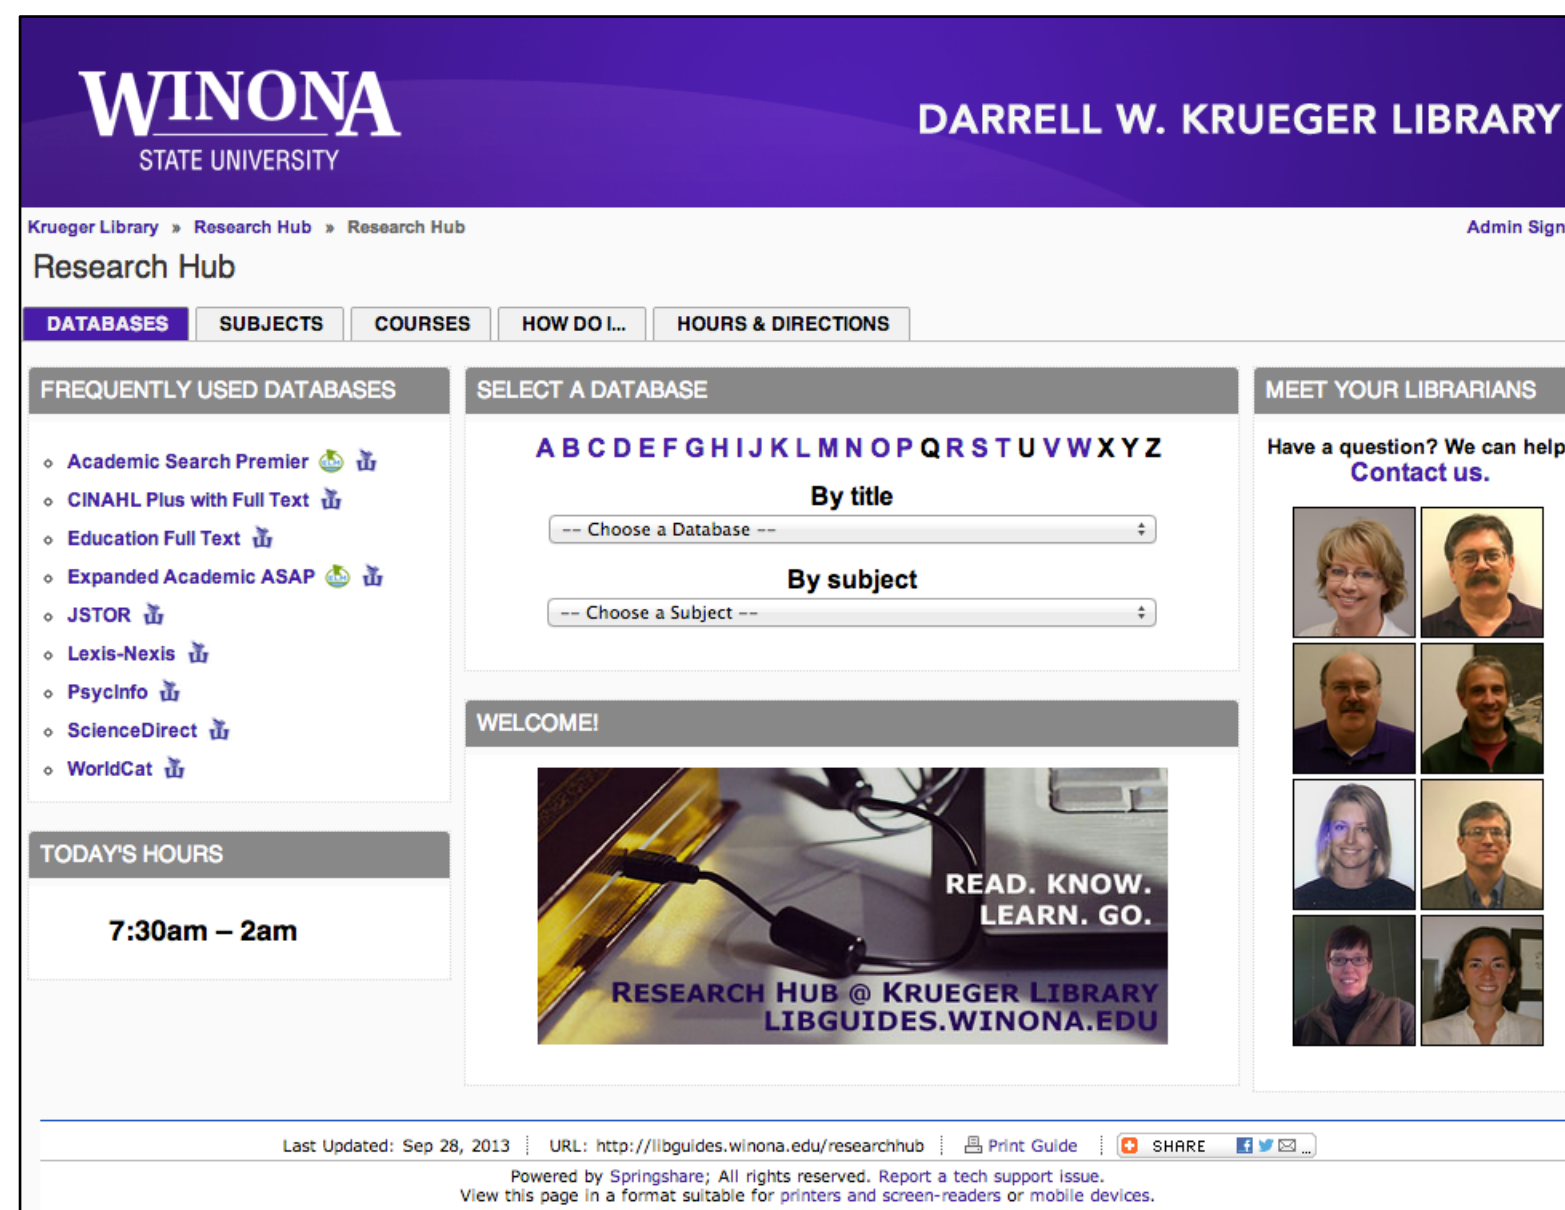 WINONA
STATE UNIVERSITY
DARRELL W. KRUEGER LIBRARY
Krueger Library » Research Hub » Research Hub
Admin Sign
Research Hub
DATABASES
SUBJECTS
COURSES
HOW DO I...
HOURS & DIRECTIONS
FREQUENTLY USED DATABASES
Academic Search Premier ELM
CINAHL Plus with Full Text
Education Full Text
Expanded Academic ASAP ELM
JSTOR
Lexis-Nexis
PsycInfo
ScienceDirect
WorldCat
TODAY'S HOURS
7:30am – 2am
SELECT A DATABASE
A B C D E F G H I J K L M N O P Q R S T U V W X Y Z
By title
-- Choose a Database --
By subject
-- Choose a Subject --
WELCOME!
READ. KNOW.
LEARN. GO.
RESEARCH HUB @ KRUEGER LIBRARY
LIBGUIDES.WINONA.EDU
MEET YOUR LIBRARIANS
Have a question? We can help
Contact us.
Last Updated: Sep 28, 2013
URL: http://libguides.winona.edu/researchhub
Print Guide
SHARE ...
Powered by Springshare; All rights reserved. Report a tech support issue.
View this page in a format suitable for printers and screen-readers or mobile devices.